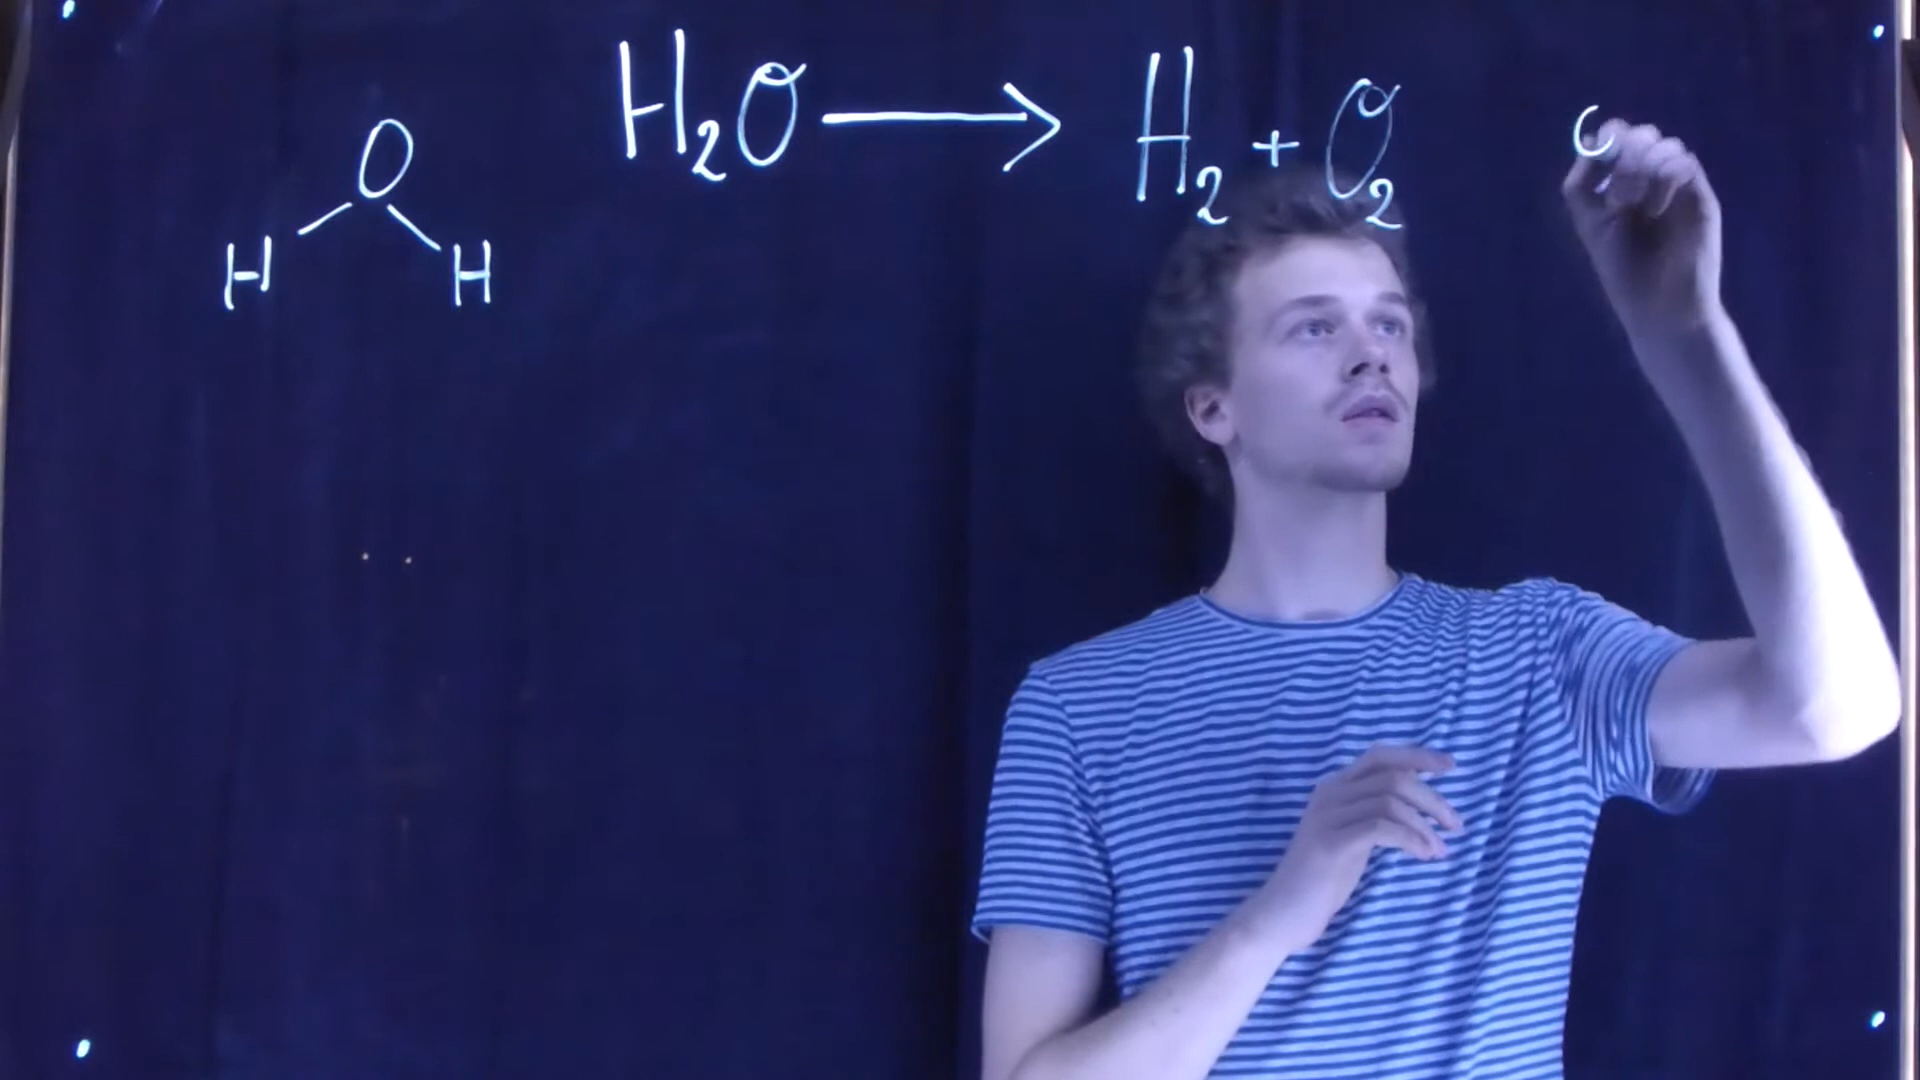 H₂O ⟶ H₂ + O₂
O
H H